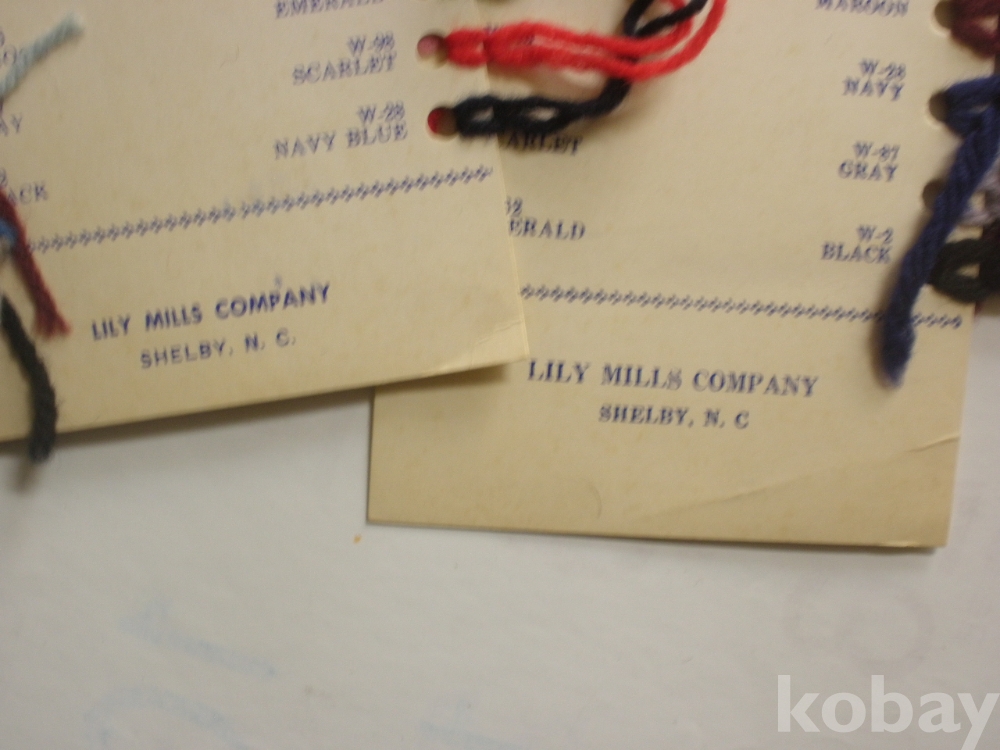 EMERALD
W-98
SCARLET
W-28
NAVY BLUE
LILY MILLS COMPANY
SHELBY, N. C.
MAROON
W-28
NAVY
W-87
GRAY
W-2
BLACK
LILY MILLS COMPANY
SHELBY, N. C
kobay